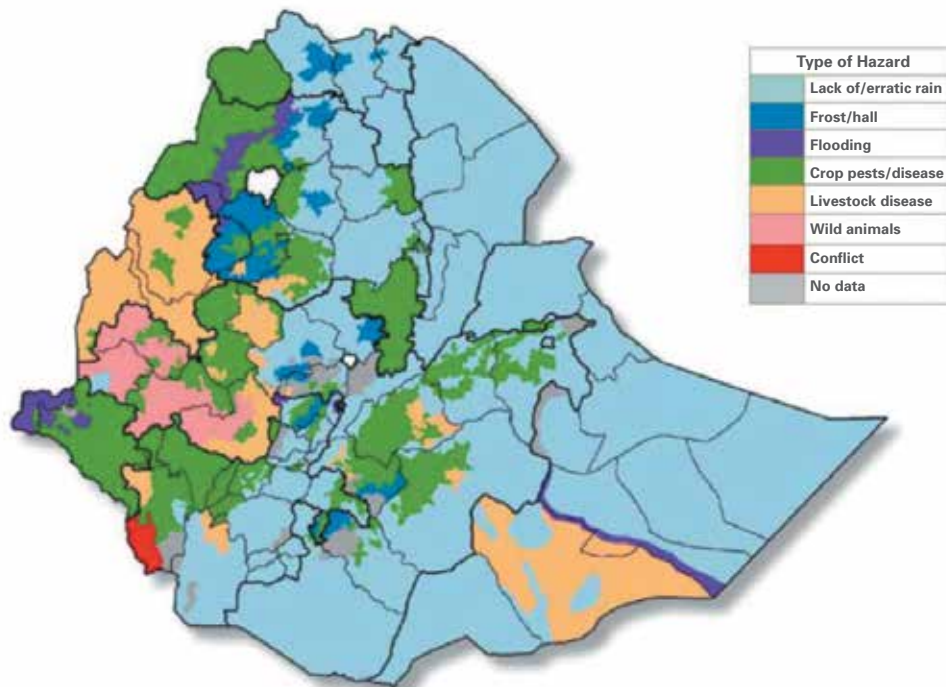 Type of Hazard
Lack of/erratic rain
Frost/hall
Flooding
Crop pests/disease
Livestock disease
Wild animals
Conflict
No data